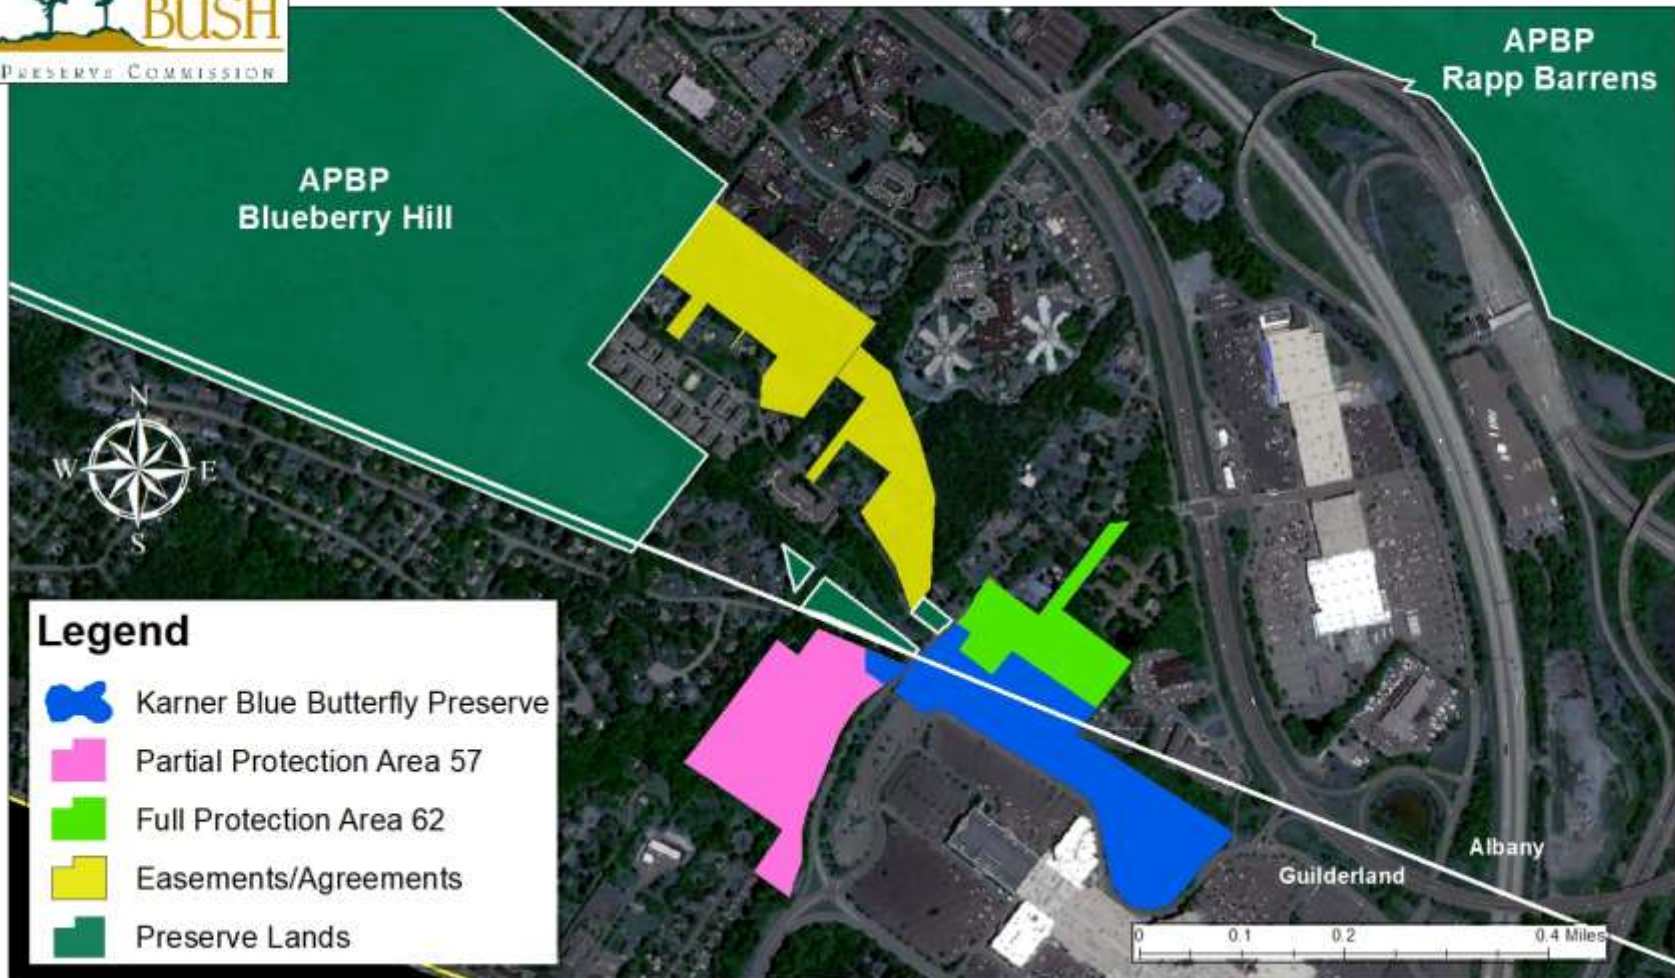 BUSH
PRESERVE COMMISSION
APBP
Rapp Barrens
APBP
Blueberry Hill
N
W E
S
Legend
Karner Blue Butterfly Preserve
Partial Protection Area 57
Full Protection Area 62
Easements/Agreements
Preserve Lands
Albany
Guilderland
0 0.1 0.2 0.4 Miles